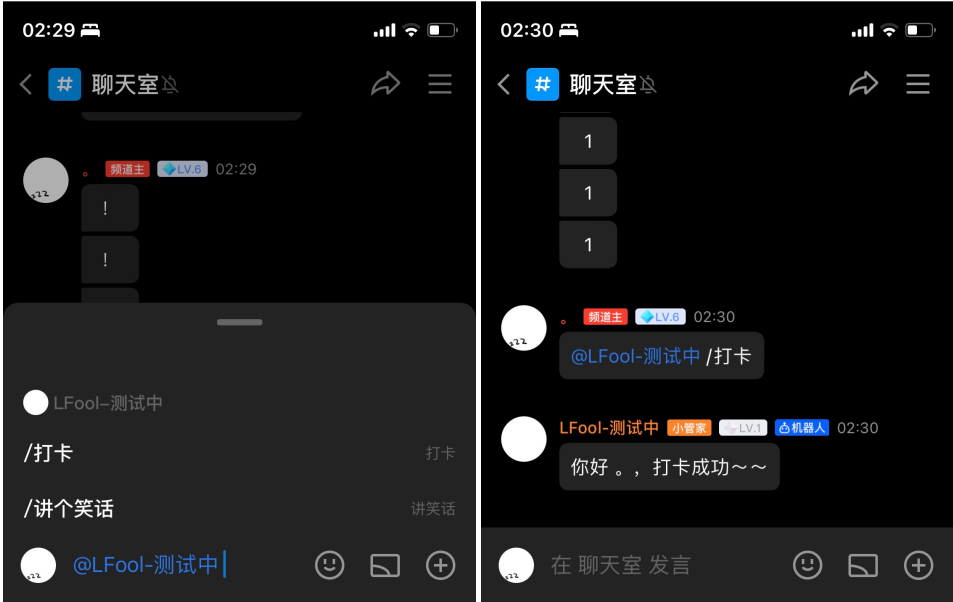 02:29
聊天室
。 频道主 LV.6 02:29
!
!
LFool-测试中
/打卡 打卡
/讲个笑话 讲笑话
@LFool-测试中
02:30
聊天室
1
1
1
。 频道主 LV.6 02:30
@LFool-测试中 /打卡
LFool-测试中 小管家 LV.1 机器人 02:30
你好 。，打卡成功～～
在 聊天室 发言